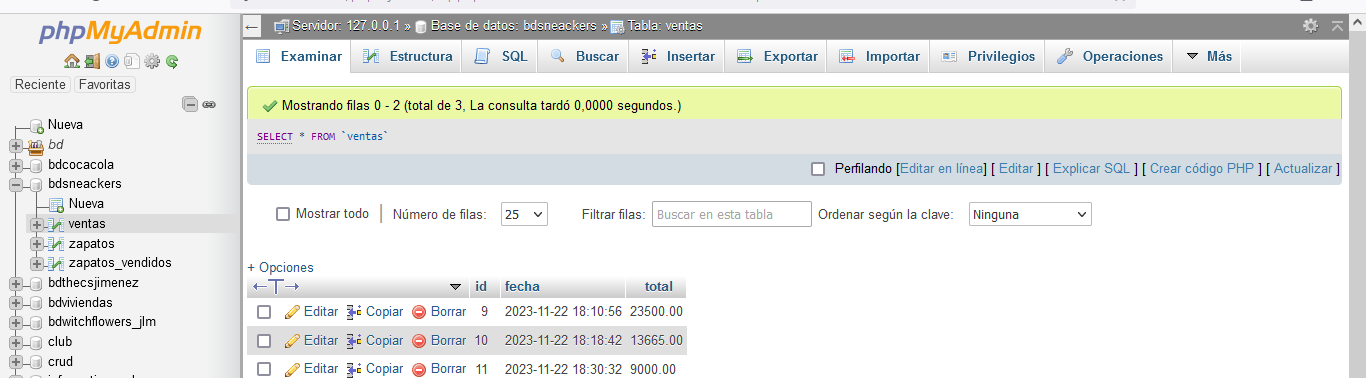 phpMyAdmin
Reciente Favoritas
Nueva
bd
bdcocacola
bdsneackers
Nueva
ventas
zapatos
zapatos_vendidos
bdthecsjimenez
bdviviendas
bdwitchflowers_jlm
club
crud
Servidor: 127.0.0.1 » Base de datos: bdsneackers » Tabla: ventas
Examinar Estructura SQL Buscar Insertar Exportar Importar Privilegios Operaciones Más
Mostrando filas 0 - 2 (total de 3, La consulta tardó 0,0000 segundos.)
SELECT * FROM `ventas`
Perfilando [Editar en línea] [ Editar ] [ Explicar SQL ] [ Crear código PHP ] [ Actualizar ]
Mostrar todo Número de filas: 25 Filtrar filas: Buscar en esta tabla Ordenar según la clave: Ninguna
+ Opciones
←T→ id fecha total
Editar Copiar Borrar 9 2023-11-22 18:10:56 23500.00
Editar Copiar Borrar 10 2023-11-22 18:18:42 13665.00
Editar Copiar Borrar 11 2023-11-22 18:30:32 9000.00